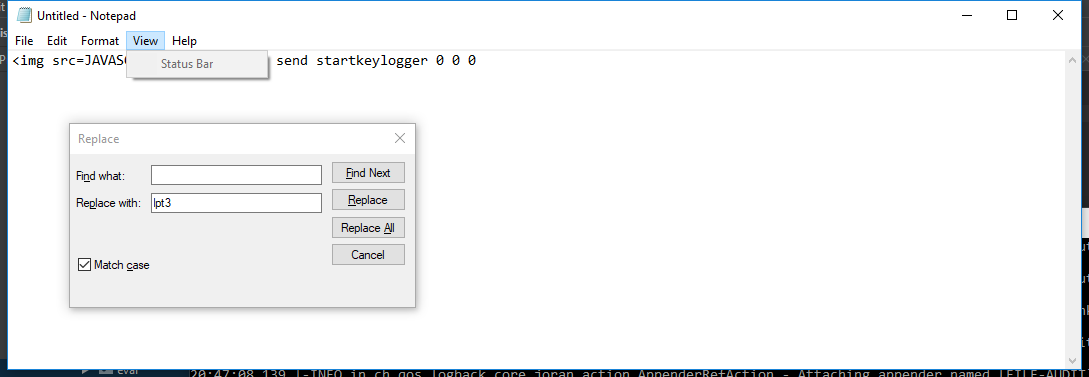 Untitled - Notepad
File Edit Format View Help
<img src=JAVAS send startkeylogger 0 0 0
Status Bar
Replace
Find what:
Find Next
Replace with: lpt3
Replace
Replace All
Match case
Cancel
eval
20:47:08,139 |-INFO in ch.qos.logback.core.joran.action.AppenderRefAction - Attaching appender named [FILE-AUDIT